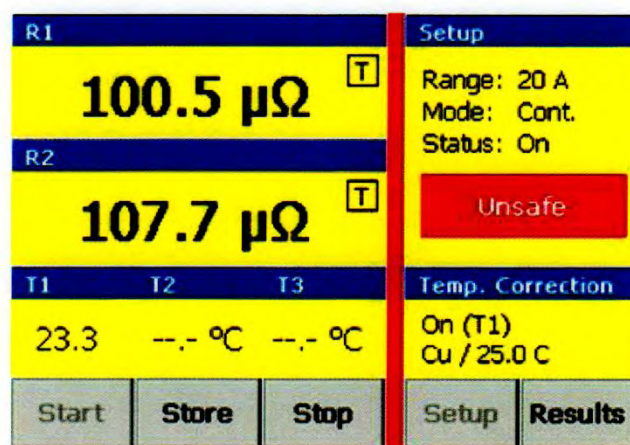 R1
100.5 µΩ T
R2
107.7 µΩ T
T1 T2 T3
23.3 --.- ºC --.- ºC
Start Store Stop
Setup
Range: 20 A
Mode: Cont.
Status: On
Unsafe
Temp. Correction
On (T1)
Cu / 25.0 C
Setup Results